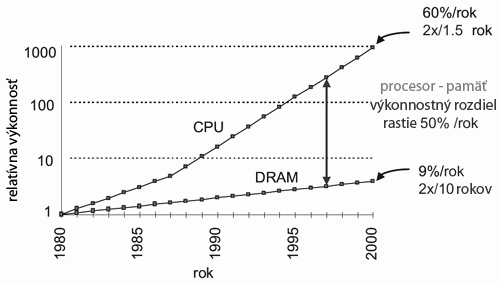 60%/rok
2x/1.5 rok
1000
procesor - pamäť
výkonnostný rozdiel
rastie 50% /rok
100
CPU
relatívna výkonnosť
10
DRAM
9%/rok
2x/10 rokov
1
1980
1985
1990
1995
2000
rok